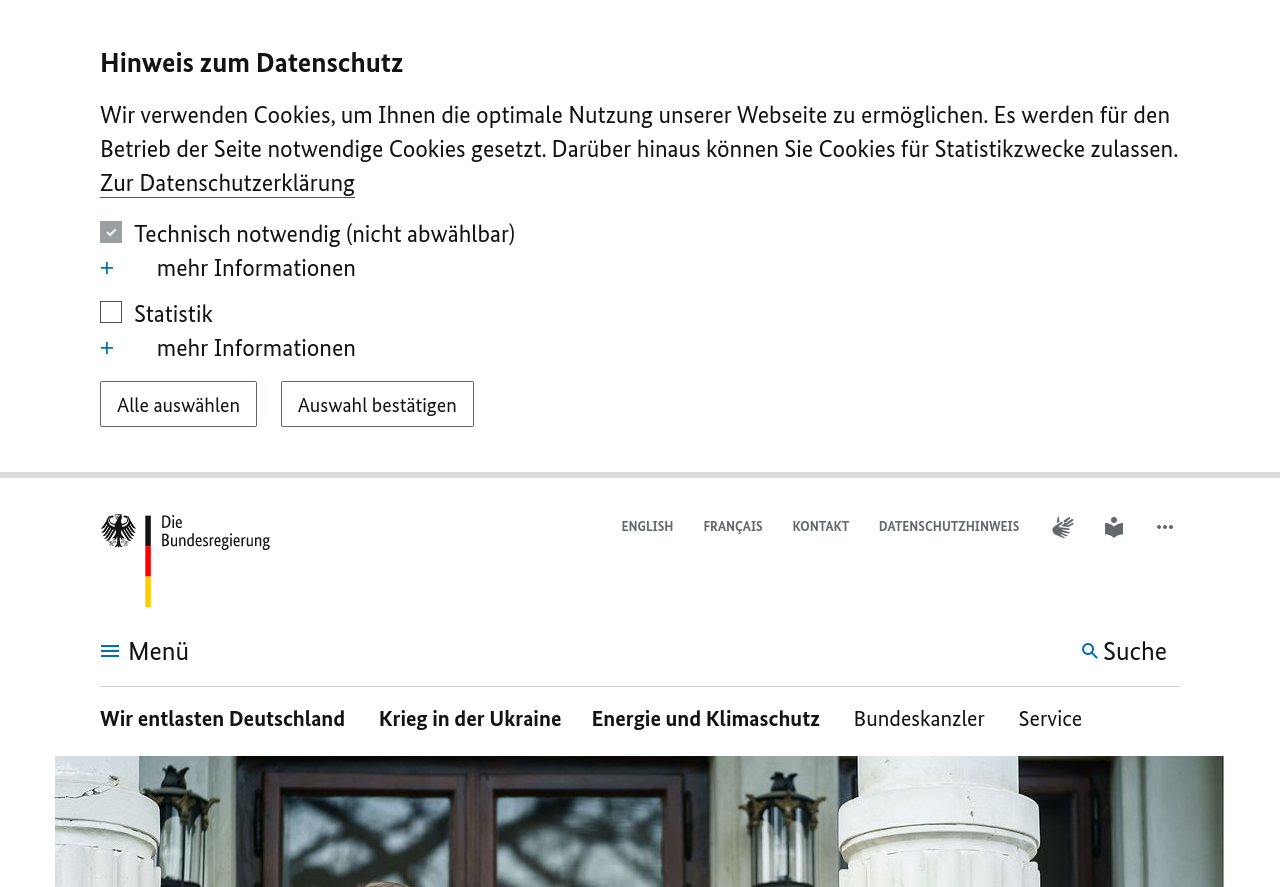 Hinweis zum Datenschutz
Wir verwenden Cookies, um Ihnen die optimale Nutzung unserer Webseite zu ermöglichen. Es werden für den
Betrieb der Seite notwendige Cookies gesetzt. Darüber hinaus können Sie Cookies für Statistikzwecke zulassen.
Zur Datenschutzerklärung
Technisch notwendig (nicht abwählbar)
+ mehr Informationen
Statistik
+ mehr Informationen
Alle auswählen Auswahl bestätigen
Die
Bundesregierung
ENGLISH FRANÇAIS KONTAKT DATENSCHUTZHINWEIS
Menü Suche
Wir entlasten Deutschland Krieg in der Ukraine Energie und Klimaschutz Bundeskanzler Service